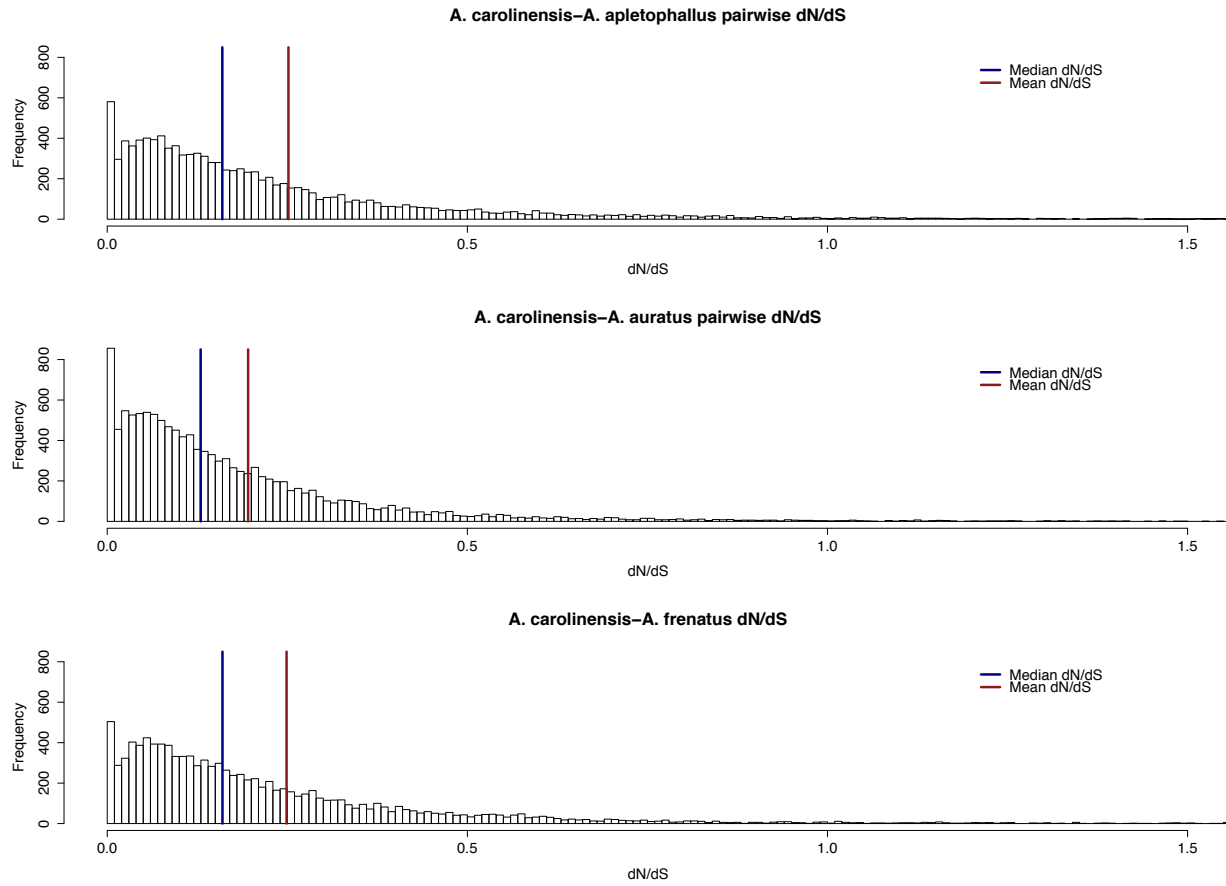 A. carolinensis–A. apletophallus pairwise dN/dS
800
600
400
200
0
Frequency
Median dN/dS
Mean dN/dS
0.0 0.5 1.0 1.5
dN/dS
A. carolinensis–A. auratus pairwise dN/dS
800
600
400
200
0
Frequency
Median dN/dS
Mean dN/dS
0.0 0.5 1.0 1.5
dN/dS
A. carolinensis–A. frenatus dN/dS
800
600
400
200
0
Frequency
Median dN/dS
Mean dN/dS
0.0 0.5 1.0 1.5
dN/dS